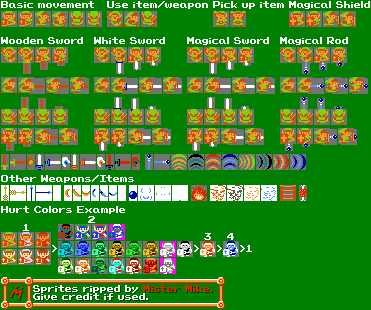 Basic movement Use item/weapon Pick up item Magical Shield
Wooden Sword White Sword Magical Sword Magical Rod
Other Weapons/Items
Hurt Colors Example
1 2 3 4
>1
Sprites ripped by Mister Mike.
Give credit if used.